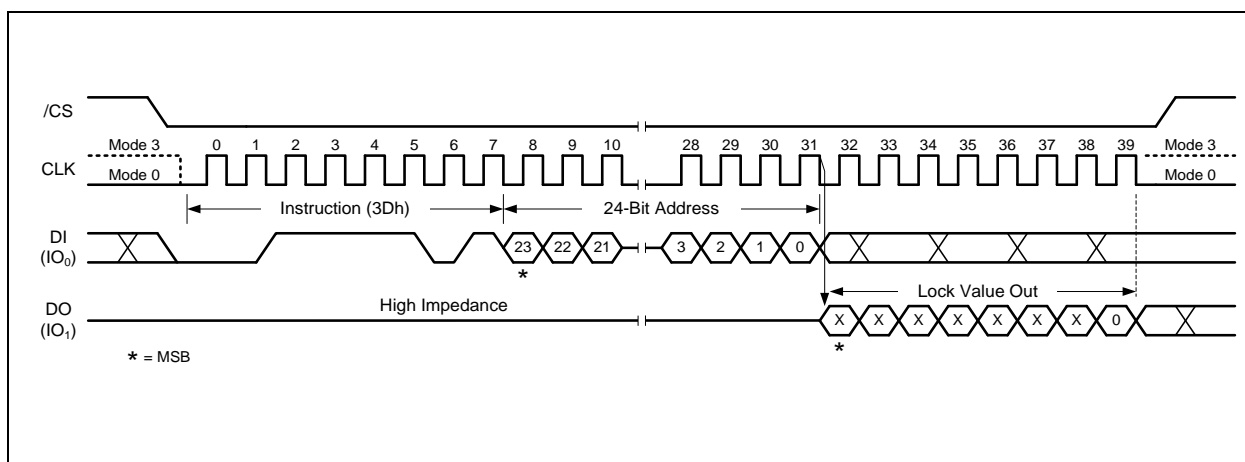 /CS
Mode 3 0 1 2 3 4 5 6 7 8 9 10 28 29 30 31 32 33 34 35 36 37 38 39 Mode 3
CLK
Mode 0 Mode 0
Instruction (3Dh) 24-Bit Address
DI
(IO0)
23 22 21 3 2 1 0
*
Lock Value Out
High Impedance
DO
(IO1)
X X X X X X X 0
*
* = MSB